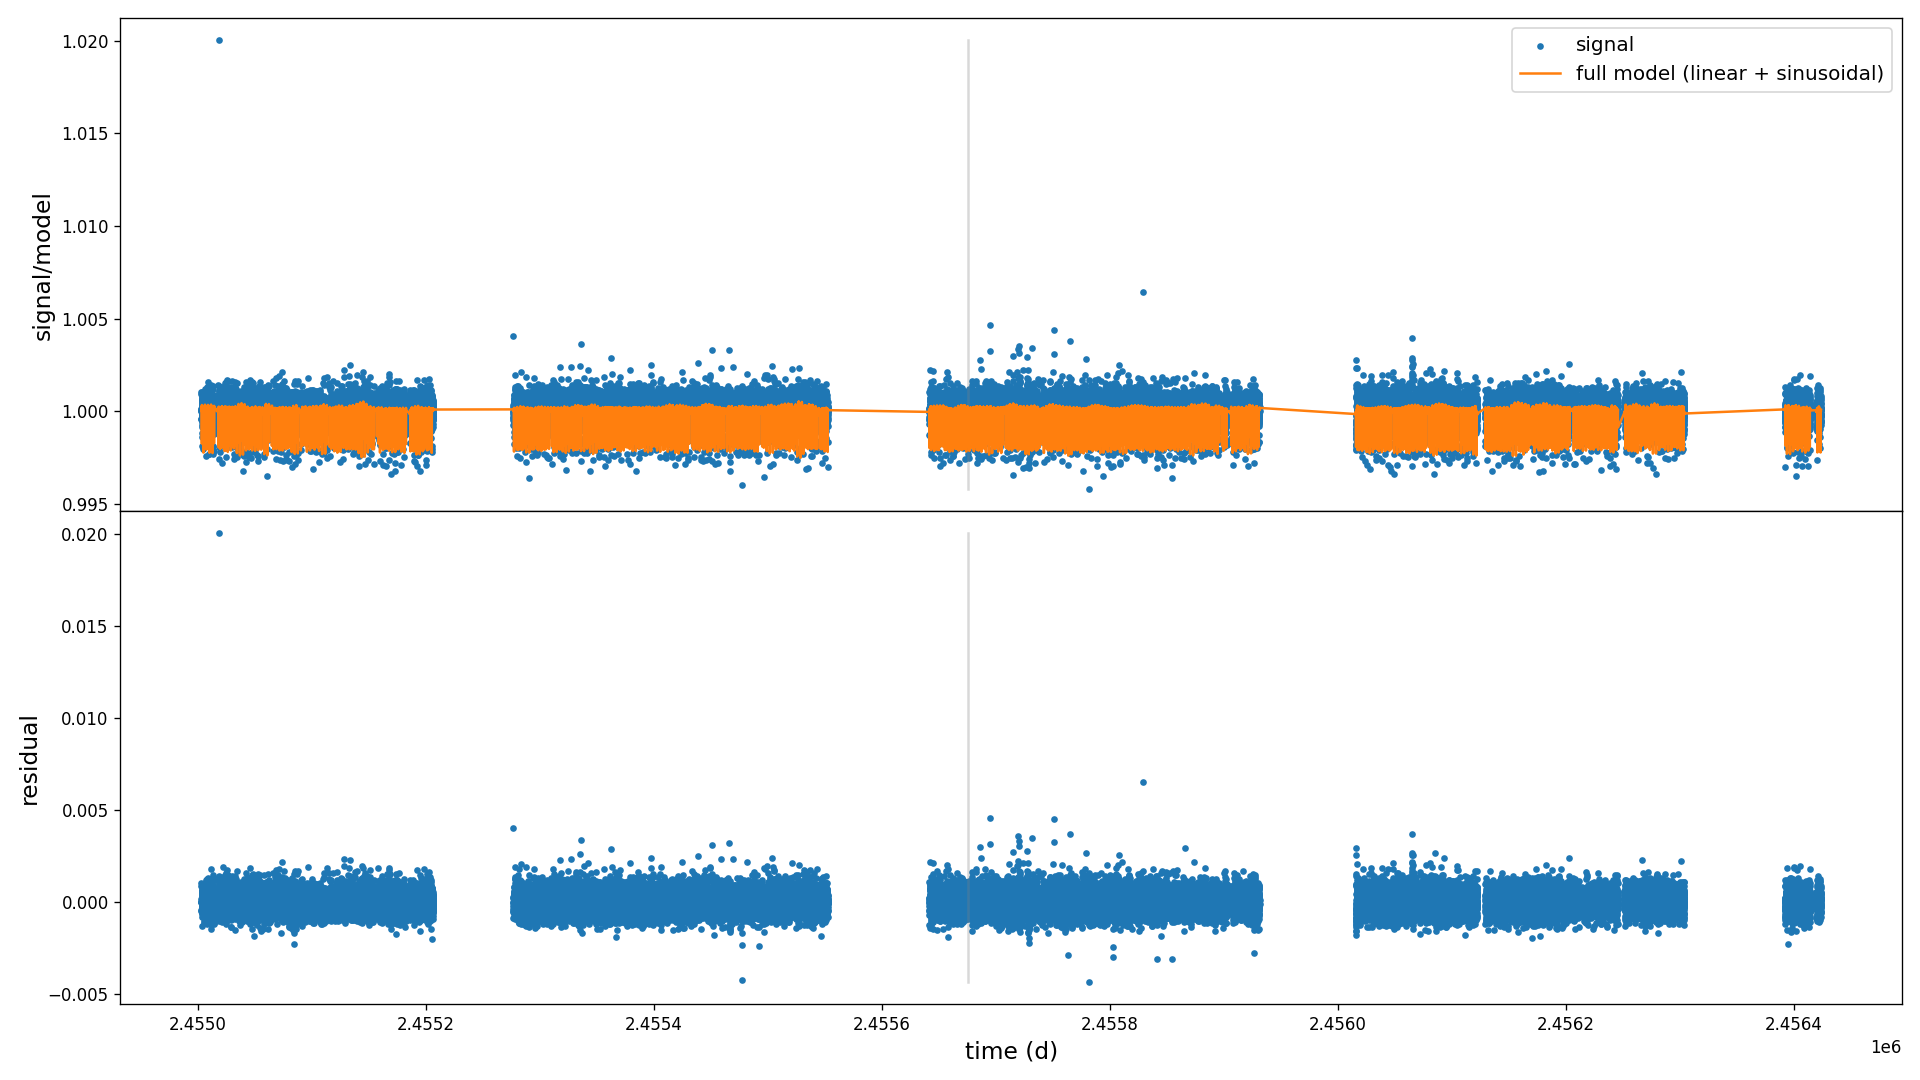 1.020
1.015
1.010
1.005
1.000
0.995
signal/model
signal
full model (linear + sinusoidal)
0.020
0.015
0.010
0.005
0.000
−0.005
residual
2.4550 2.4552 2.4554 2.4556 2.4558 2.4560 2.4562 2.4564
1e6
time (d)